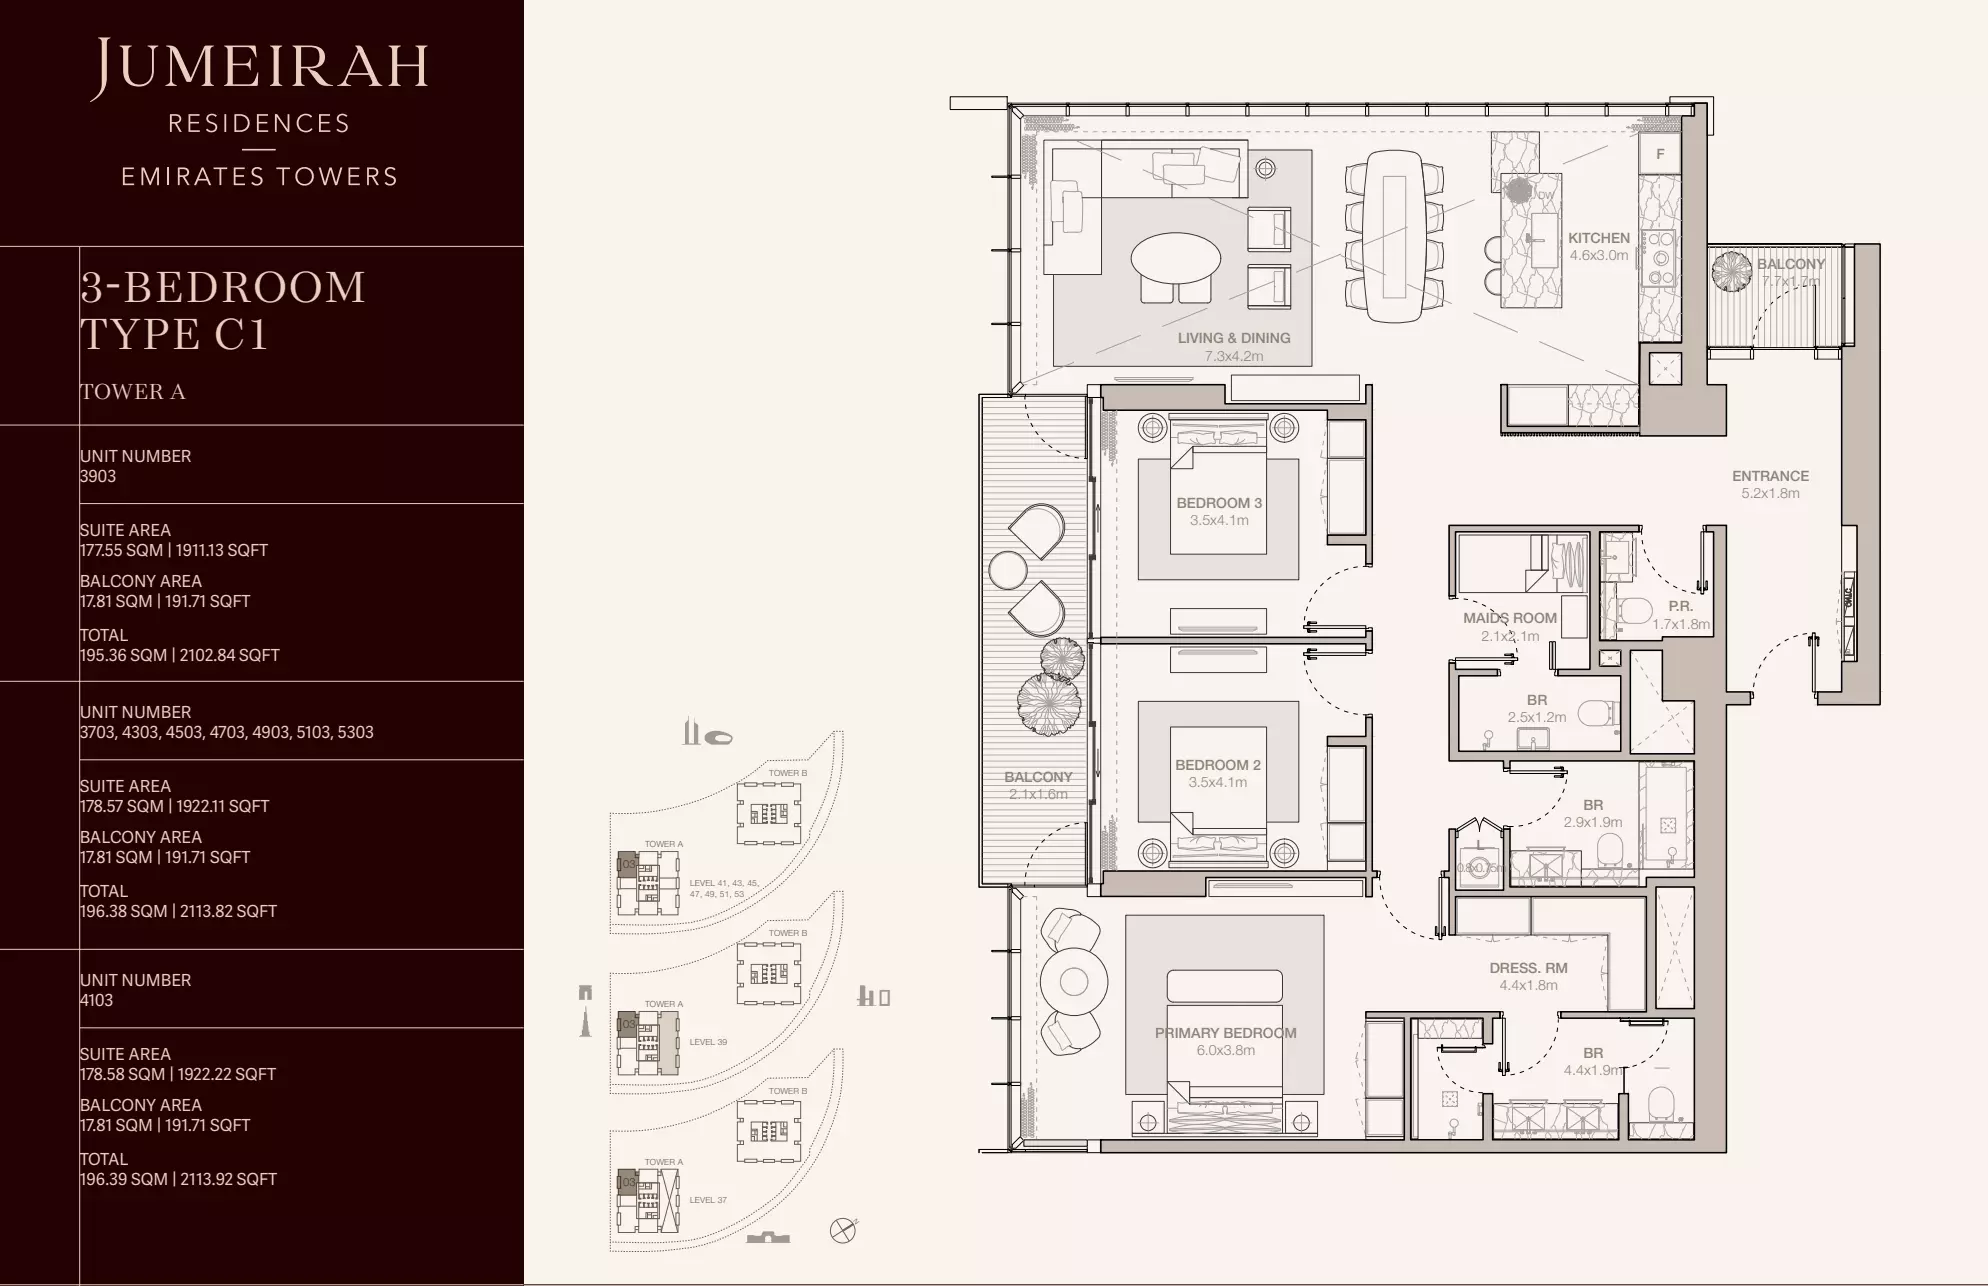 JUMEIRAH
RESIDENCES
EMIRATES TOWERS
3-BEDROOM
TYPE C1
TOWER A
UNIT NUMBER
3903
SUITE AREA
177.55 SQM | 1911.13 SQFT
BALCONY AREA
17.81 SQM | 191.71 SQFT
TOTAL
195.36 SQM | 2102.84 SQFT
UNIT NUMBER
3703, 4303, 4503, 4703, 4903, 5103, 5303
SUITE AREA
178.57 SQM | 1922.11 SQFT
BALCONY AREA
17.81 SQM | 191.71 SQFT
TOTAL
196.38 SQM | 2113.82 SQFT
UNIT NUMBER
4103
SUITE AREA
178.58 SQM | 1922.22 SQFT
BALCONY AREA
17.81 SQM | 191.71 SQFT
TOTAL
196.39 SQM | 2113.92 SQFT
TOWER B
TOWER A
03
LEVEL 41, 43, 45,
47, 49, 51, 53
TOWER B
TOWER A
03
LEVEL 39
TOWER B
TOWER A
03
LEVEL 37
N
F
DW
KITCHEN
4.6x3.0m
BALCONY
7.7x1.7m
LIVING & DINING
7.3x4.2m
ENTRANCE
5.2x1.8m
BEDROOM 3
3.5x4.1m
MAIDS ROOM
2.1x2.1m
P.R.
1.7x1.8m
BR
2.5x1.2m
BEDROOM 2
3.5x4.1m
BALCONY
2.1x1.6m
BR
2.9x1.9m
0.8x0.75m
DRESS. RM
4.4x1.8m
PRIMARY BEDROOM
6.0x3.8m
BR
4.4x1.9m